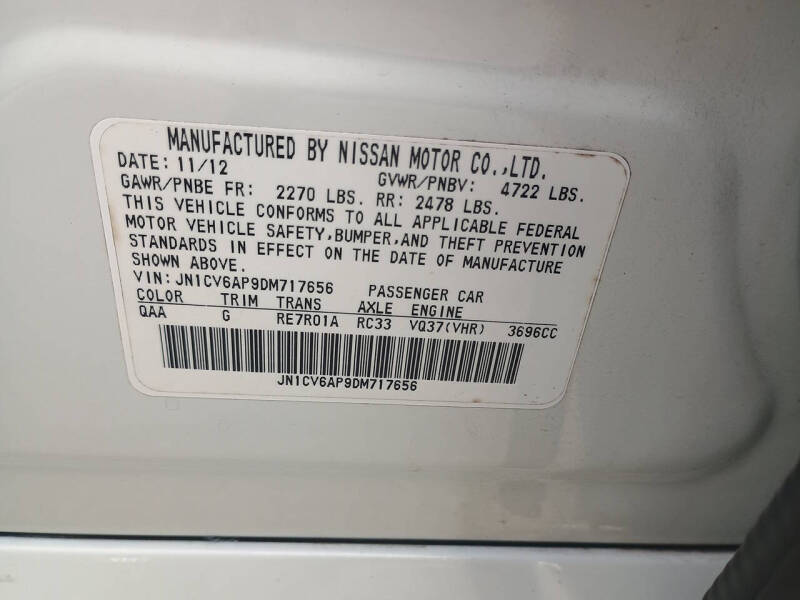 MANUFACTURED BY NISSAN MOTOR CO.,LTD.
DATE: 11/12 GVWR/PNBV: 4722 LBS.
GAWR/PNBE FR: 2270 LBS. RR: 2478 LBS.
THIS VEHICLE CONFORMS TO ALL APPLICABLE FEDERAL
MOTOR VEHICLE SAFETY,BUMPER,AND THEFT PREVENTION
STANDARDS IN EFFECT ON THE DATE OF MANUFACTURE
SHOWN ABOVE.
VIN: JN1CV6AP9DM717656 PASSENGER CAR
COLOR TRIM TRANS AXLE ENGINE
QAA G RE7R01A RC33 VQ37(VHR) 3696CC
JN1CV6AP9DM717656